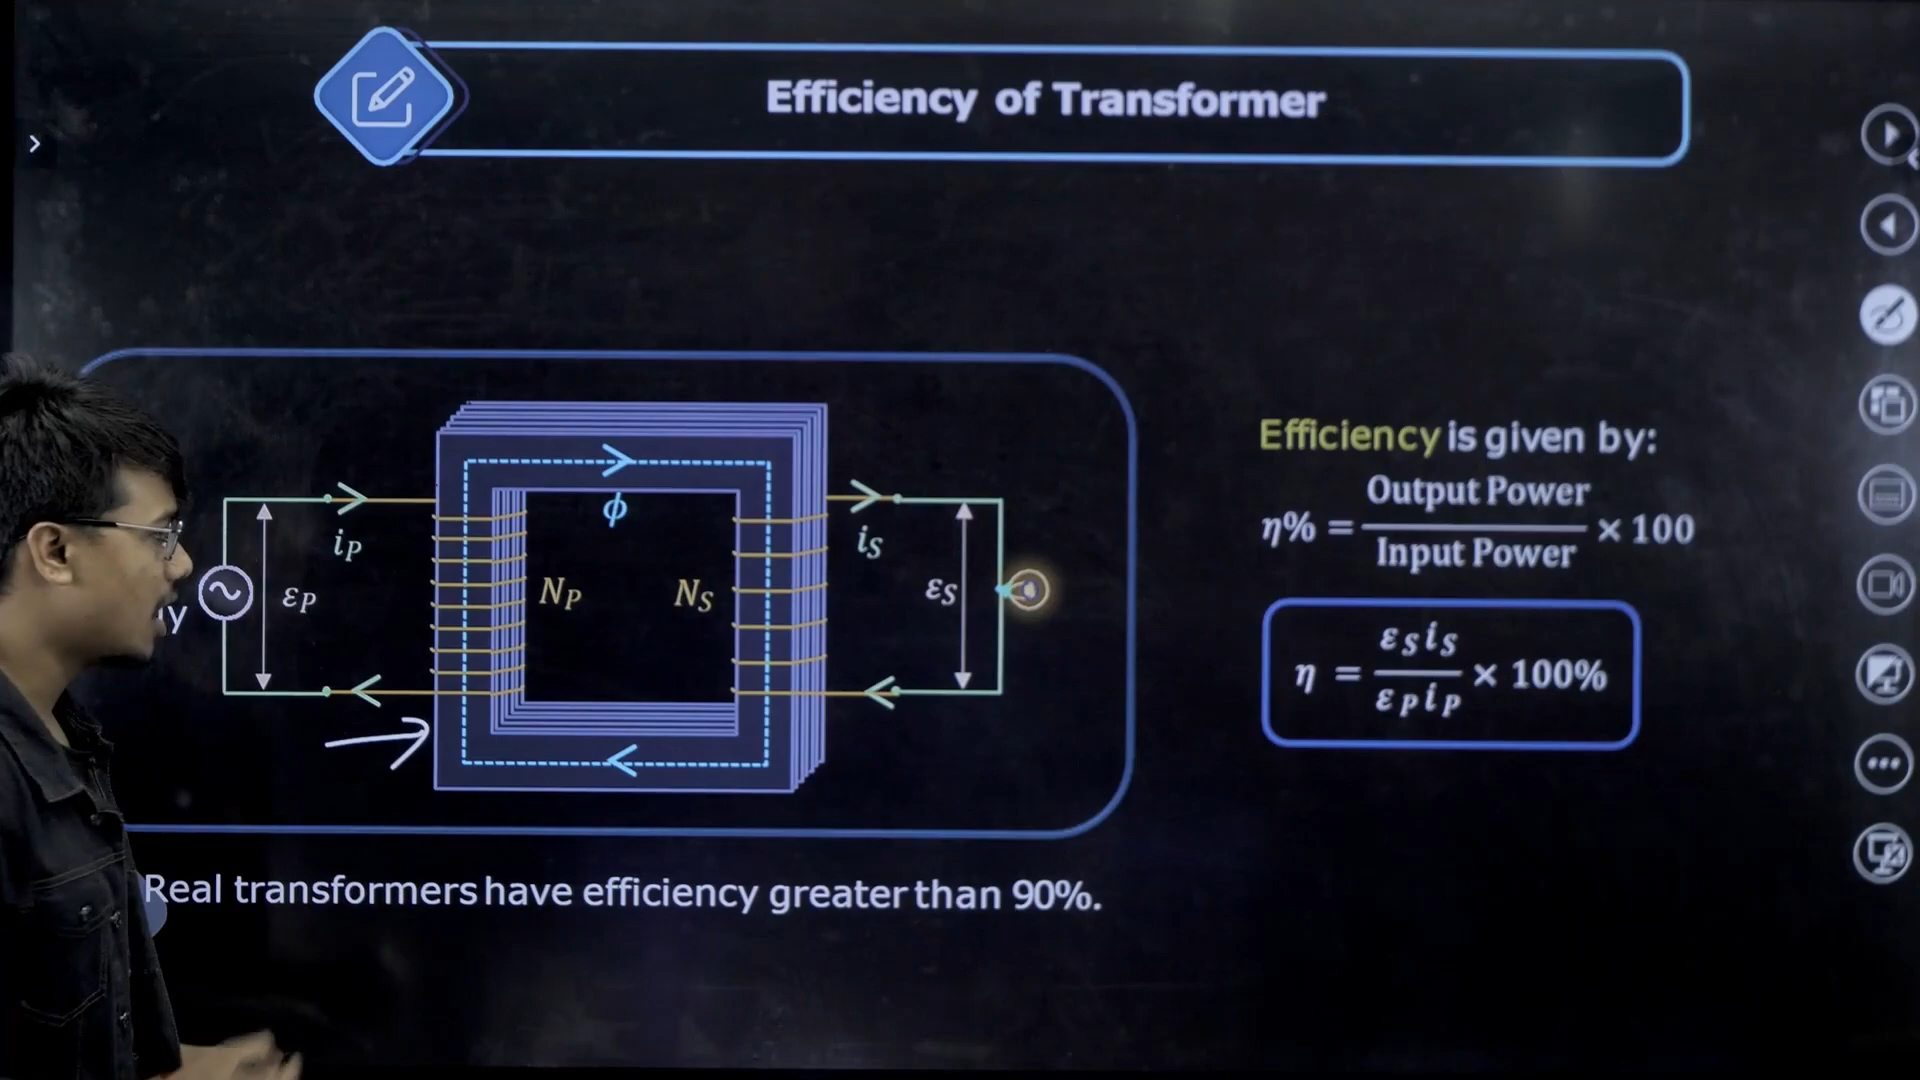 Efficiency of Transformer
ϕ
i_P
i_S
ε_P
N_P
N_S
ε_S
y
Efficiency is given by:
η% = Output Power / Input Power × 100
η = ε_S i_S / ε_P i_P × 100%
Real transformers have efficiency greater than 90%.